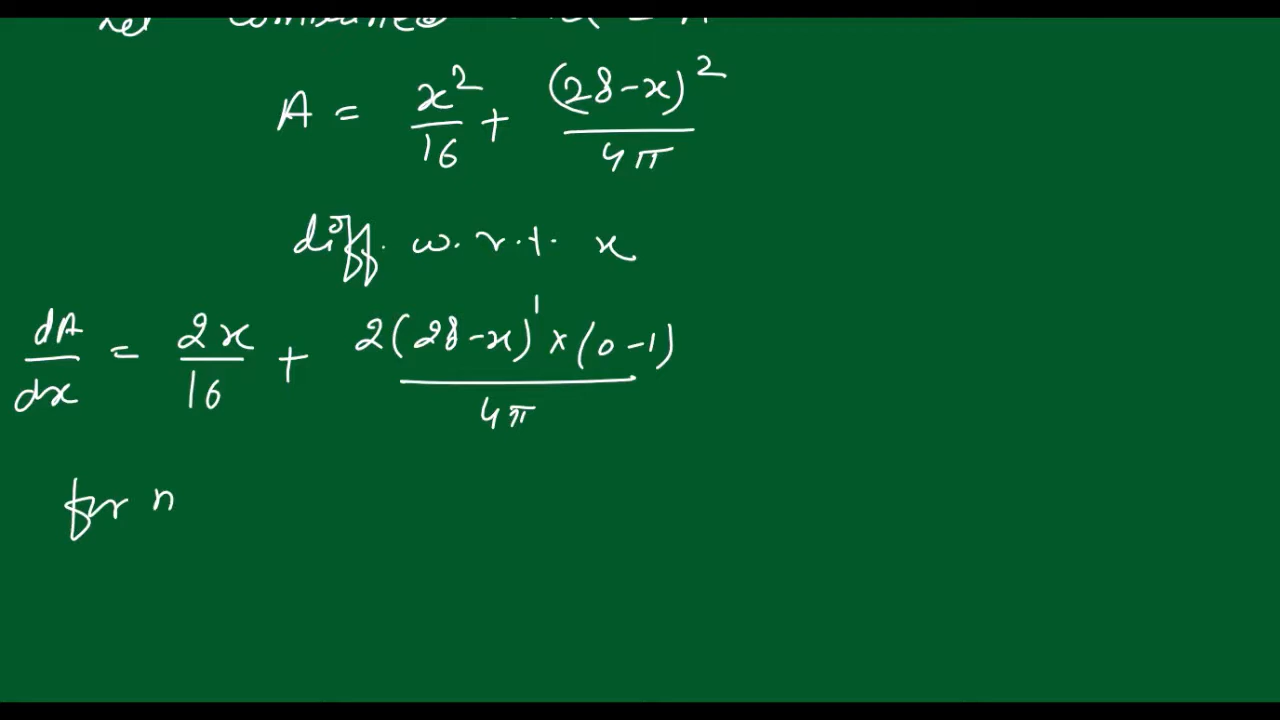 A = x²/16 + (28-x)²/4π
diff. w.r.t. x
dA/dx = 2x/16 + 2(28-x)¹×(0-1)/4π
for n